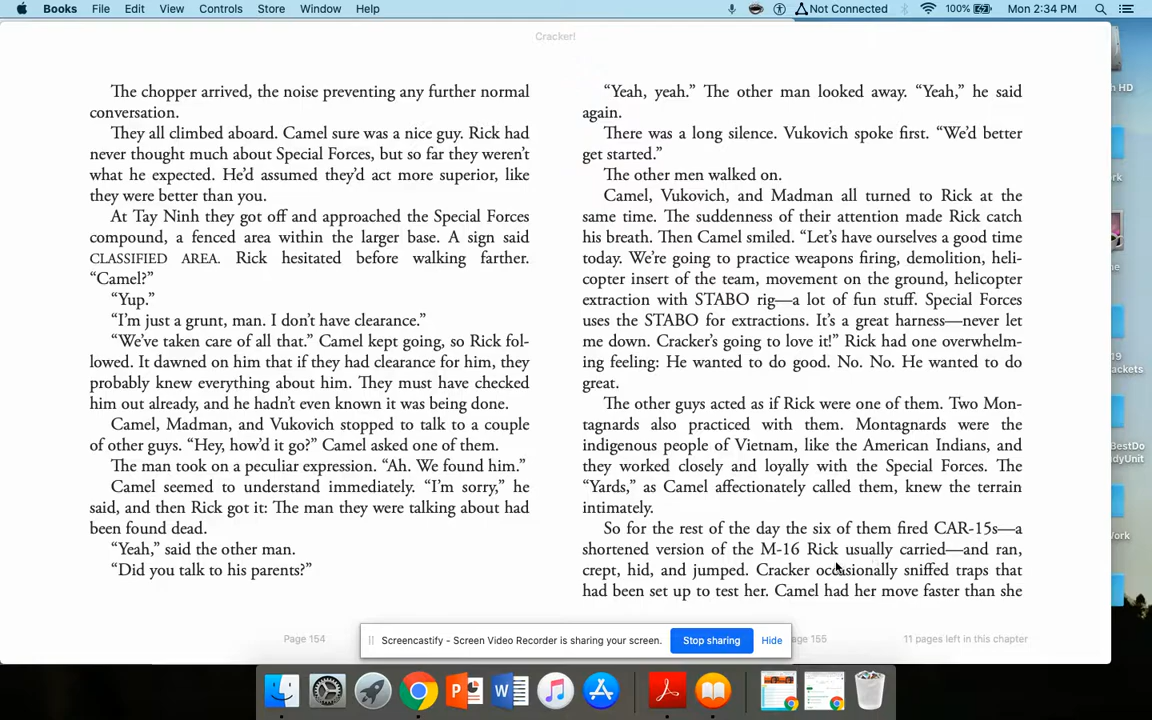 Books File Edit View Controls Store Window Help Not Connected 100% Mon 2:34 PM
Cracker!
The chopper arrived, the noise preventing any further normal
conversation.
They all climbed aboard. Camel sure was a nice guy. Rick had
never thought much about Special Forces, but so far they weren’t
what he expected. He’d assumed they’d act more superior, like
they were better than you.
At Tay Ninh they got off and approached the Special Forces
compound, a fenced area within the larger base. A sign said
CLASSIFIED AREA. Rick hesitated before walking farther.
“Camel?”
“Yup.”
“I’m just a grunt, man. I don’t have clearance.”
“We’ve taken care of all that.” Camel kept going, so Rick fol-
lowed. It dawned on him that if they had clearance for him, they
probably knew everything about him. They must have checked
him out already, and he hadn’t even known it was being done.
Camel, Madman, and Vukovich stopped to talk to a couple
of other guys. “Hey, how’d it go?” Camel asked one of them.
The man took on a peculiar expression. “Ah. We found him.”
Camel seemed to understand immediately. “I’m sorry,” he
said, and then Rick got it: The man they were talking about had
been found dead.
“Yeah,” said the other man.
“Did you talk to his parents?”
Page 154
“Yeah, yeah.” The other man looked away. “Yeah,” he said
again.
There was a long silence. Vukovich spoke first. “We’d better
get started.”
The other men walked on.
Camel, Vukovich, and Madman all turned to Rick at the
same time. The suddenness of their attention made Rick catch
his breath. Then Camel smiled. “Let’s have ourselves a good time
today. We’re going to practice weapons firing, demolition, heli-
copter insert of the team, movement on the ground, helicopter
extraction with STABO rig—a lot of fun stuff. Special Forces
uses the STABO for extractions. It’s a great harness—never let
me down. Cracker’s going to love it!” Rick had one overwhelm-
ing feeling: He wanted to do good. No. No. He wanted to do
great.
The other guys acted as if Rick were one of them. Two Mon-
tagnards also practiced with them. Montagnards were the
indigenous people of Vietnam, like the American Indians, and
they worked closely and loyally with the Special Forces. The
“Yards,” as Camel affectionately called them, knew the terrain
intimately.
So for the rest of the day the six of them fired CAR-15s—a
shortened version of the M-16 Rick usually carried—and ran,
crept, hid, and jumped. Cracker occasionally sniffed traps that
had been set up to test her. Camel had her move faster than she
155
11 pages left in this chapter
Screencastify - Screen Video Recorder is sharing your screen. Stop sharing Hide